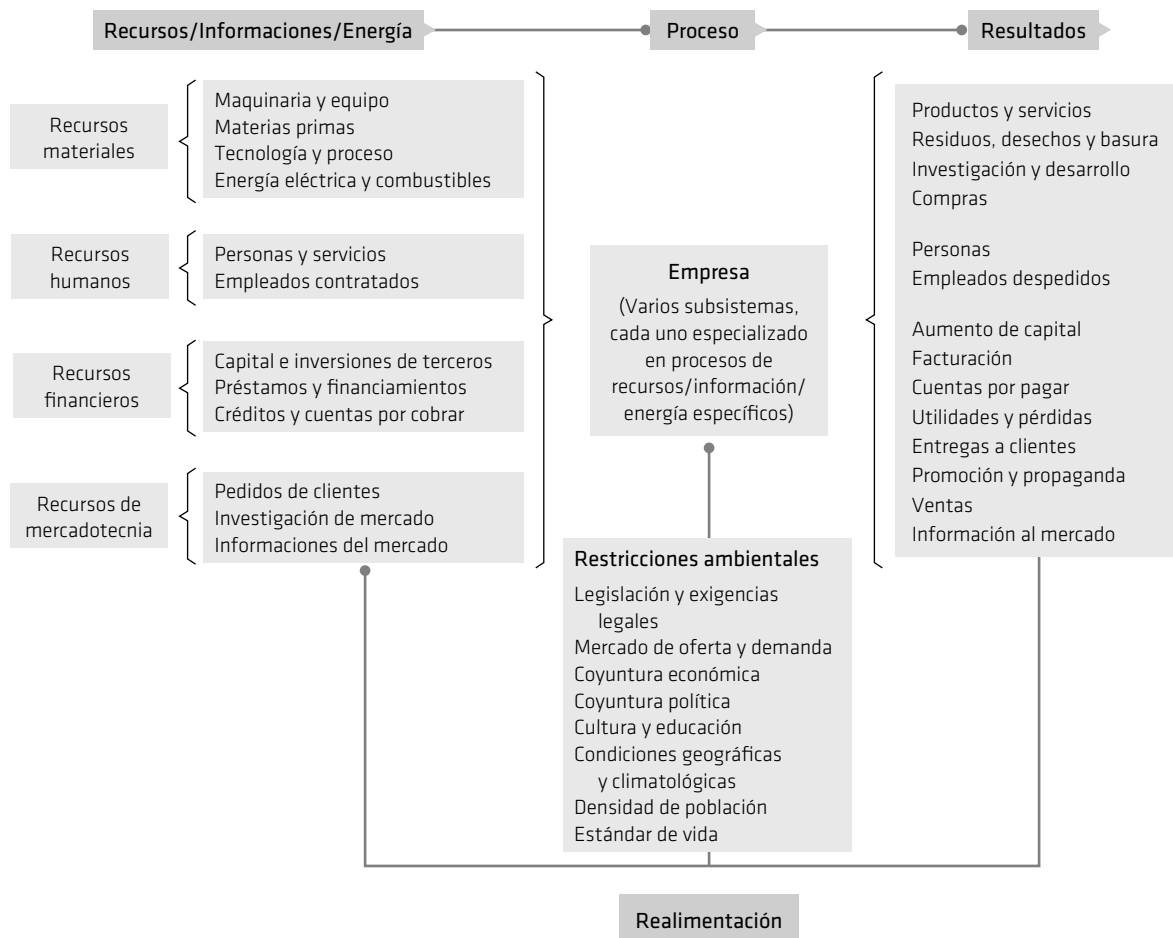 Recursos/Informaciones/Energía
Proceso
Resultados
Recursos
materiales
Maquinaria y equipo
Materias primas
Tecnología y proceso
Energía eléctrica y combustibles
Recursos
humanos
Personas y servicios
Empleados contratados
Recursos
financieros
Capital e inversiones de terceros
Préstamos y financiamientos
Créditos y cuentas por cobrar
Recursos de
mercadotecnia
Pedidos de clientes
Investigación de mercado
Informaciones del mercado
Empresa
(Varios subsistemas,
cada uno especializado
en procesos de
recursos/información/
energía específicos)
Restricciones ambientales
Legislación y exigencias
legales
Mercado de oferta y demanda
Coyuntura económica
Coyuntura política
Cultura y educación
Condiciones geográficas
y climatológicas
Densidad de población
Estándar de vida
Productos y servicios
Residuos, desechos y basura
Investigación y desarrollo
Compras
Personas
Empleados despedidos
Aumento de capital
Facturación
Cuentas por pagar
Utilidades y pérdidas
Entregas a clientes
Promoción y propaganda
Ventas
Información al mercado
Realimentación